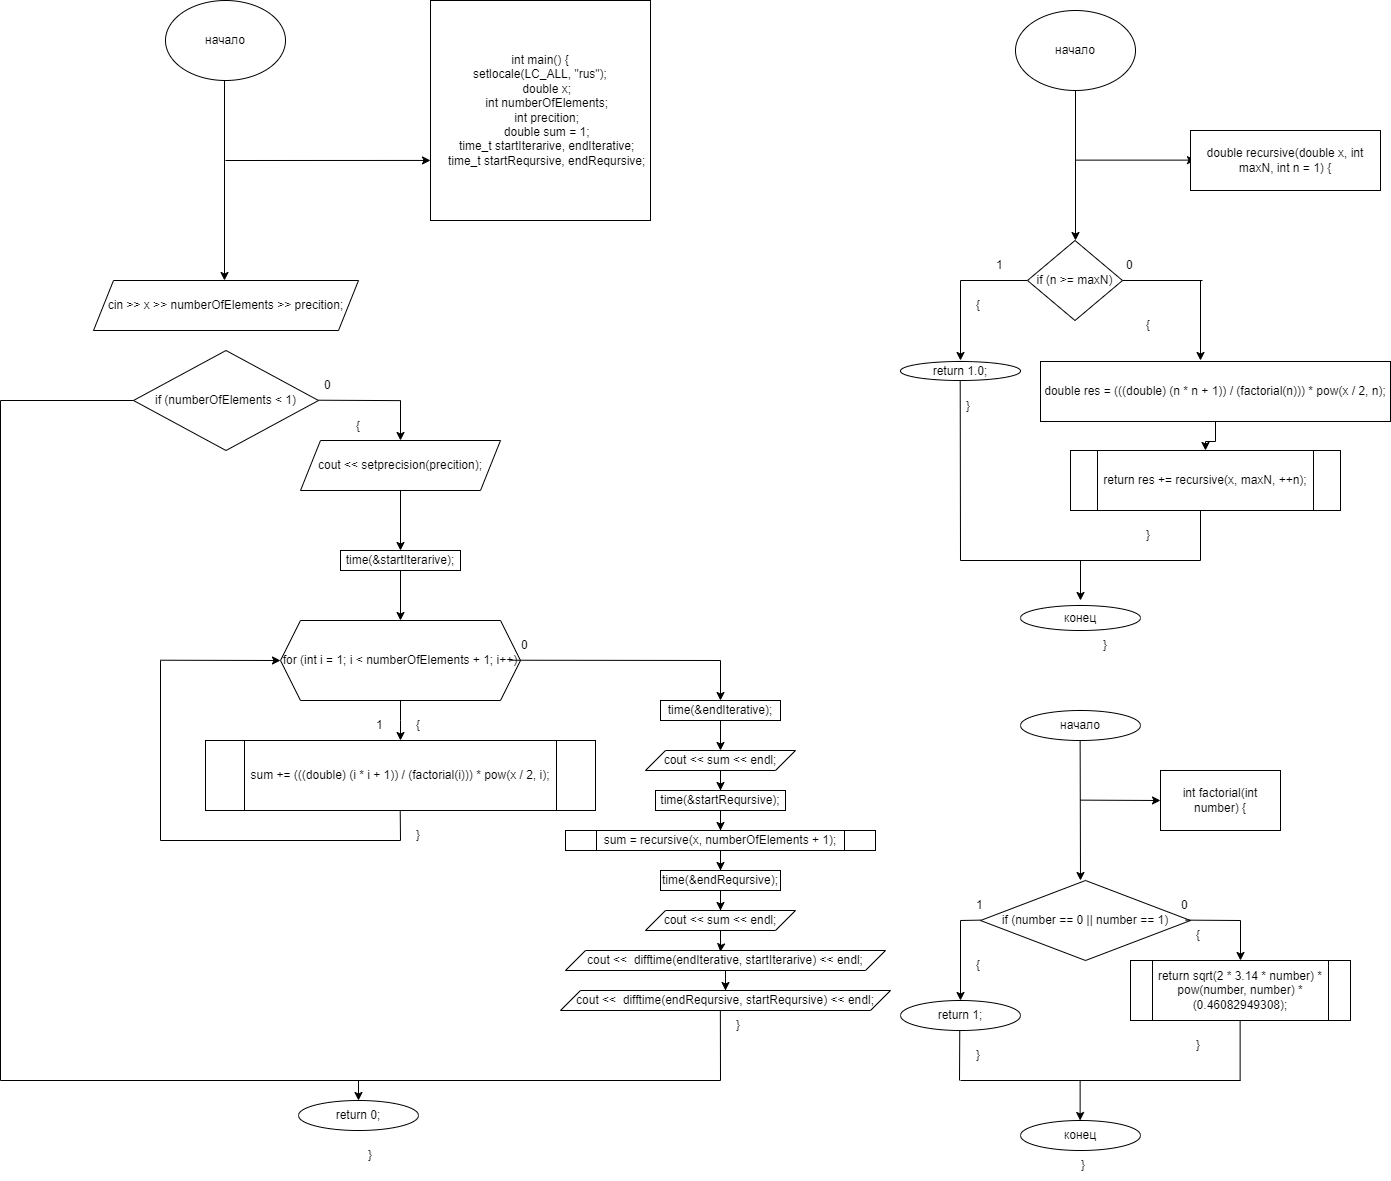 начало
int main() {
setlocale(LC_ALL, "rus");
double x;
int numberOfElements;
int precition;
double sum = 1;
time_t startIterarive, endIterative;
time_t startReqursive, endReqursive;
cin >> x >> numberOfElements >> precition;
if (numberOfElements < 1)
0
{
cout << setprecision(precition);
time(&startIterarive);
for (int i = 1; i < numberOfElements + 1; i++)
0
1
{
sum += (((double) (i * i + 1)) / (factorial(i))) * pow(x / 2, i);
}
time(&endIterative);
cout << sum << endl;
time(&startReqursive);
sum = recursive(x, numberOfElements + 1);
time(&endReqursive);
cout << sum << endl;
cout << difftime(endIterative, startIterarive) << endl;
cout << difftime(endReqursive, startReqursive) << endl;
}
return 0;
}
начало
double recursive(double x, int
maxN, int n = 1) {
if (n >= maxN)
1
0
{
{
return 1.0;
}
double res = (((double) (n * n + 1)) / (factorial(n))) * pow(x / 2, n);
return res += recursive(x, maxN, ++n);
}
конец
}
начало
int factorial(int
number) {
if (number == 0 || number == 1)
1
0
{
{
return sqrt(2 * 3.14 * number) *
pow(number, number) *
(0.46082949308);
return 1;
}
}
конец
}